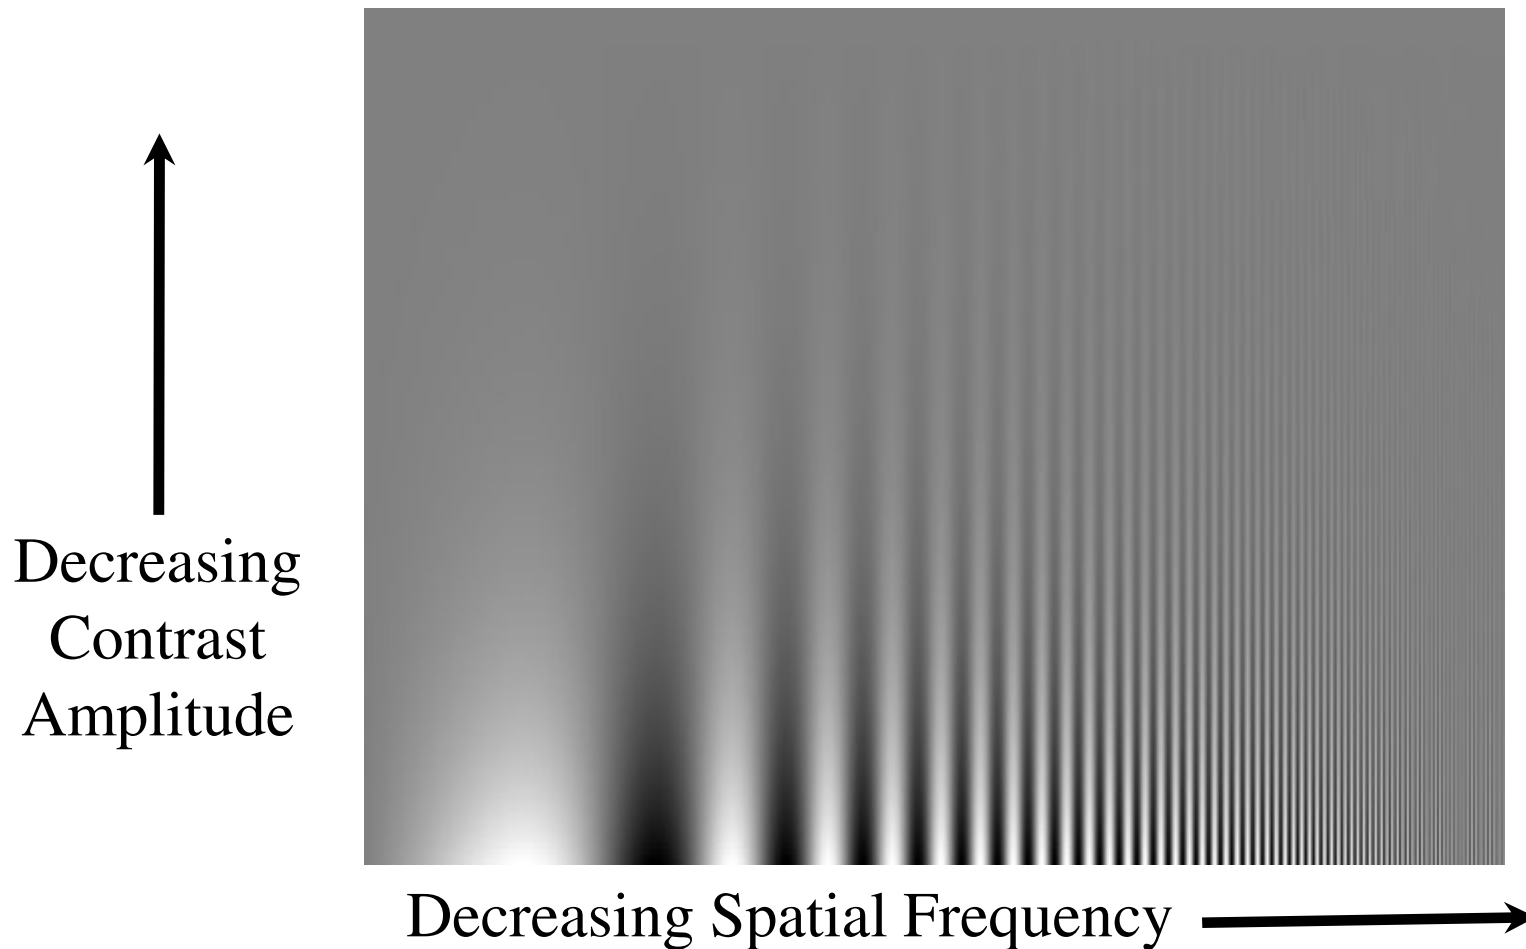 Decreasing
Contrast
Amplitude
Decreasing Spatial Frequency